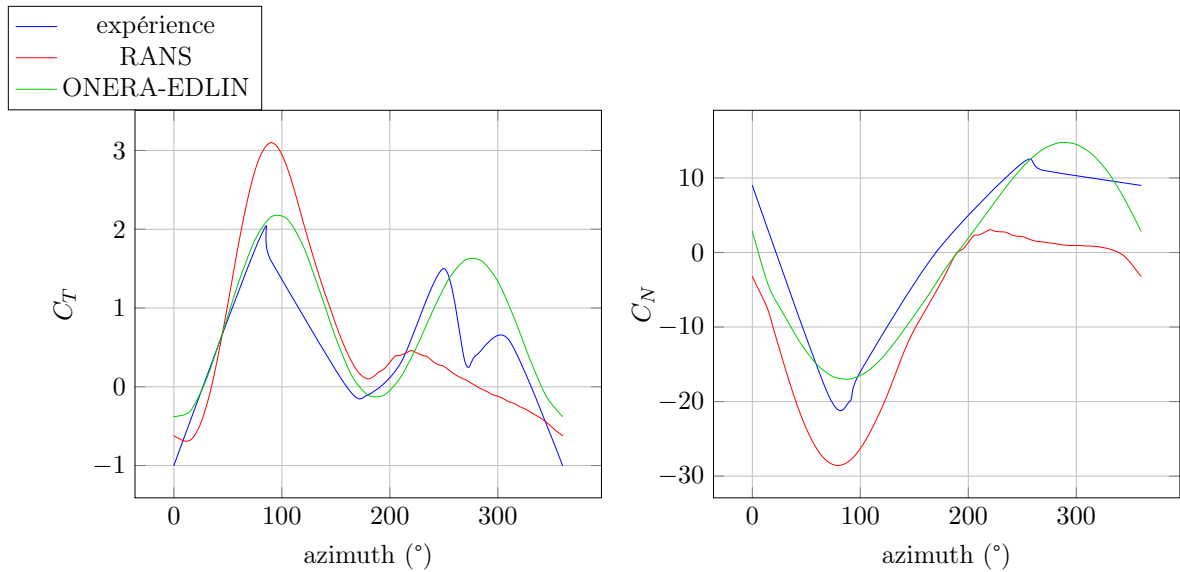 expérience
RANS
ONERA-EDLIN
3
2
1
0
−1
C_T
0 100 200 300
azimuth (°)
10
0
−10
−20
−30
C_N
0 100 200 300
azimuth (°)